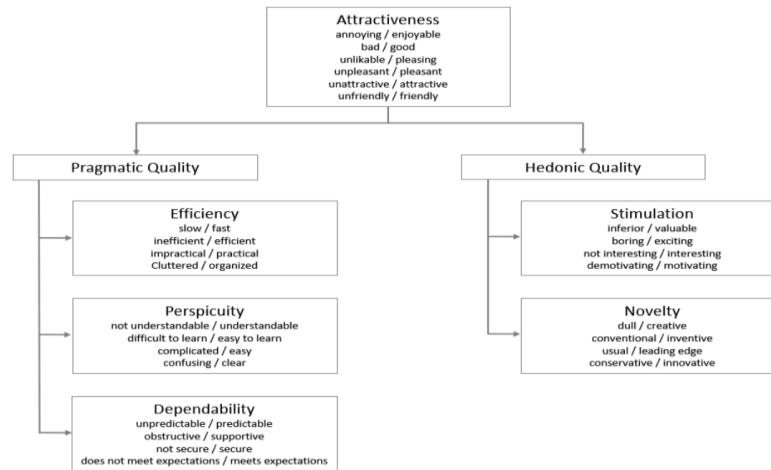 Attractiveness
annoying / enjoyable
bad / good
unlikable / pleasing
unpleasant / pleasant
unattractive / attractive
unfriendly / friendly
Pragmatic Quality
Hedonic Quality
Efficiency
slow / fast
inefficient / efficient
impractical / practical
Cluttered / organized
Perspicuity
not understandable / understandable
difficult to learn / easy to learn
complicated / easy
confusing / clear
Dependability
unpredictable / predictable
obstructive / supportive
not secure / secure
does not meet expectations / meets expectations
Stimulation
inferior / valuable
boring / exciting
not interesting / interesting
demotivating / motivating
Novelty
dull / creative
conventional / inventive
usual / leading edge
conservative / innovative